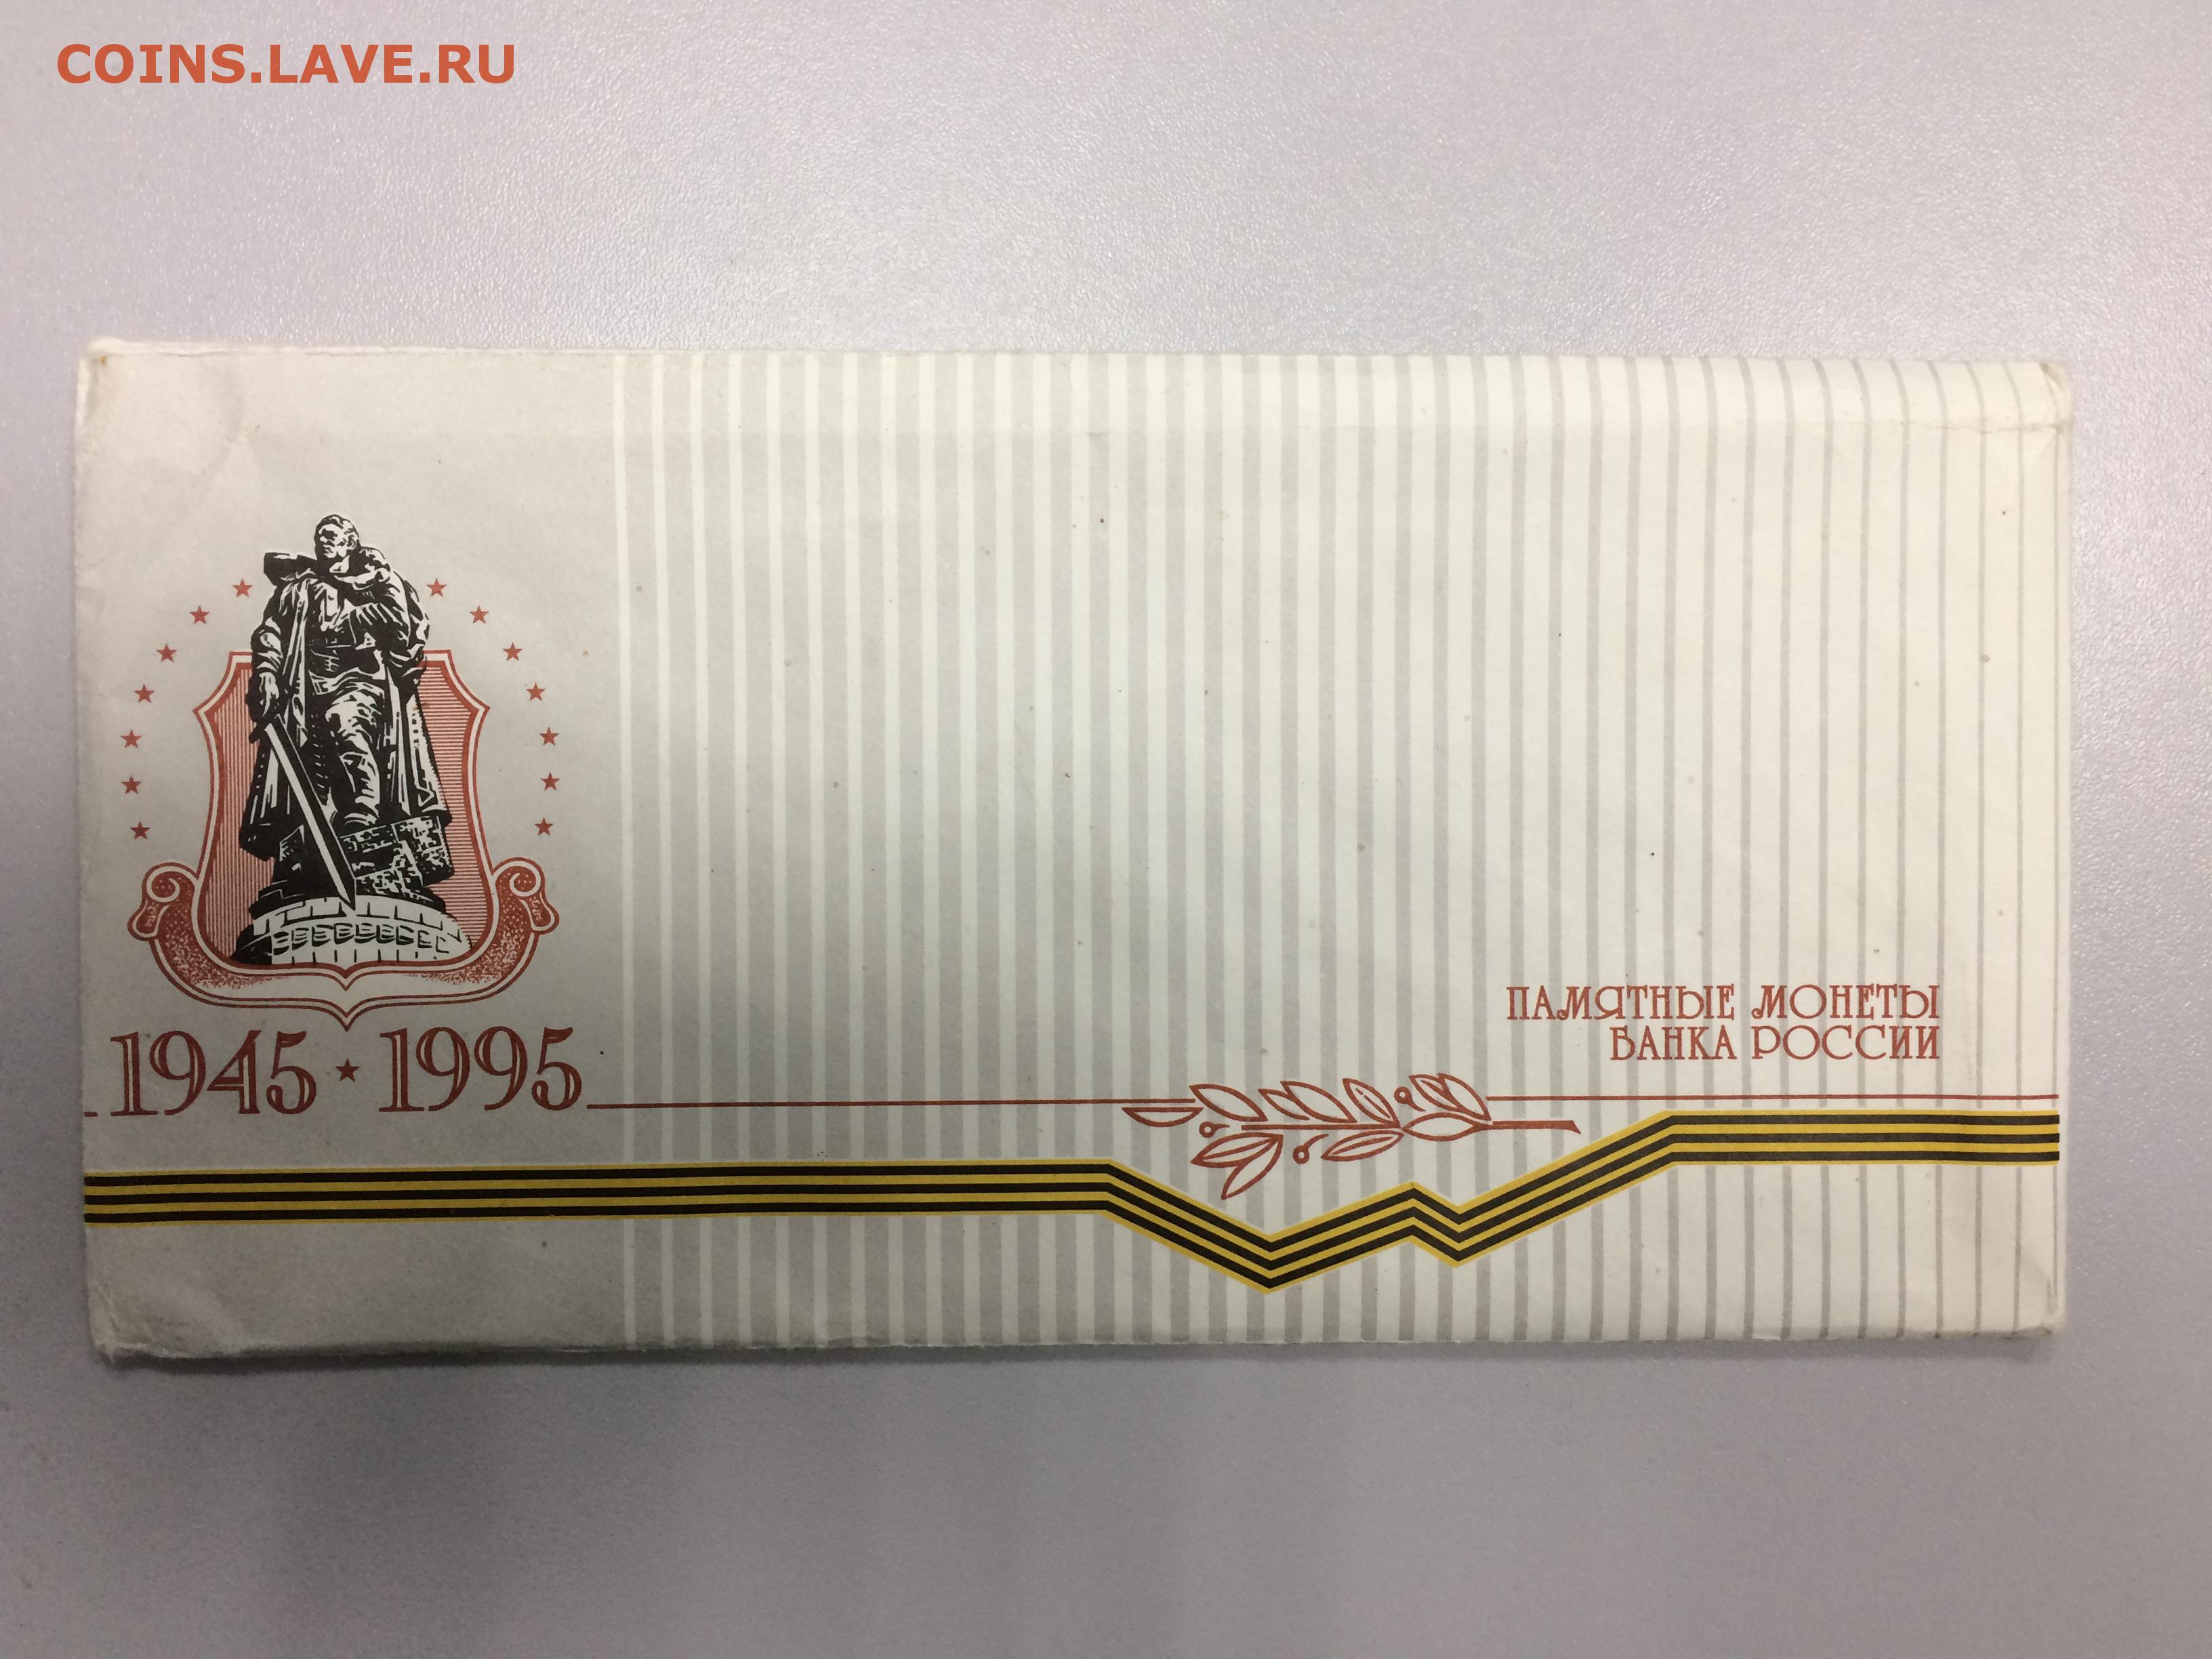 COINS.LAVE.RU
ПАМЯТНЫЕ МОНЕТЫ
БАНКА РОССИИ
1945 ★ 1995